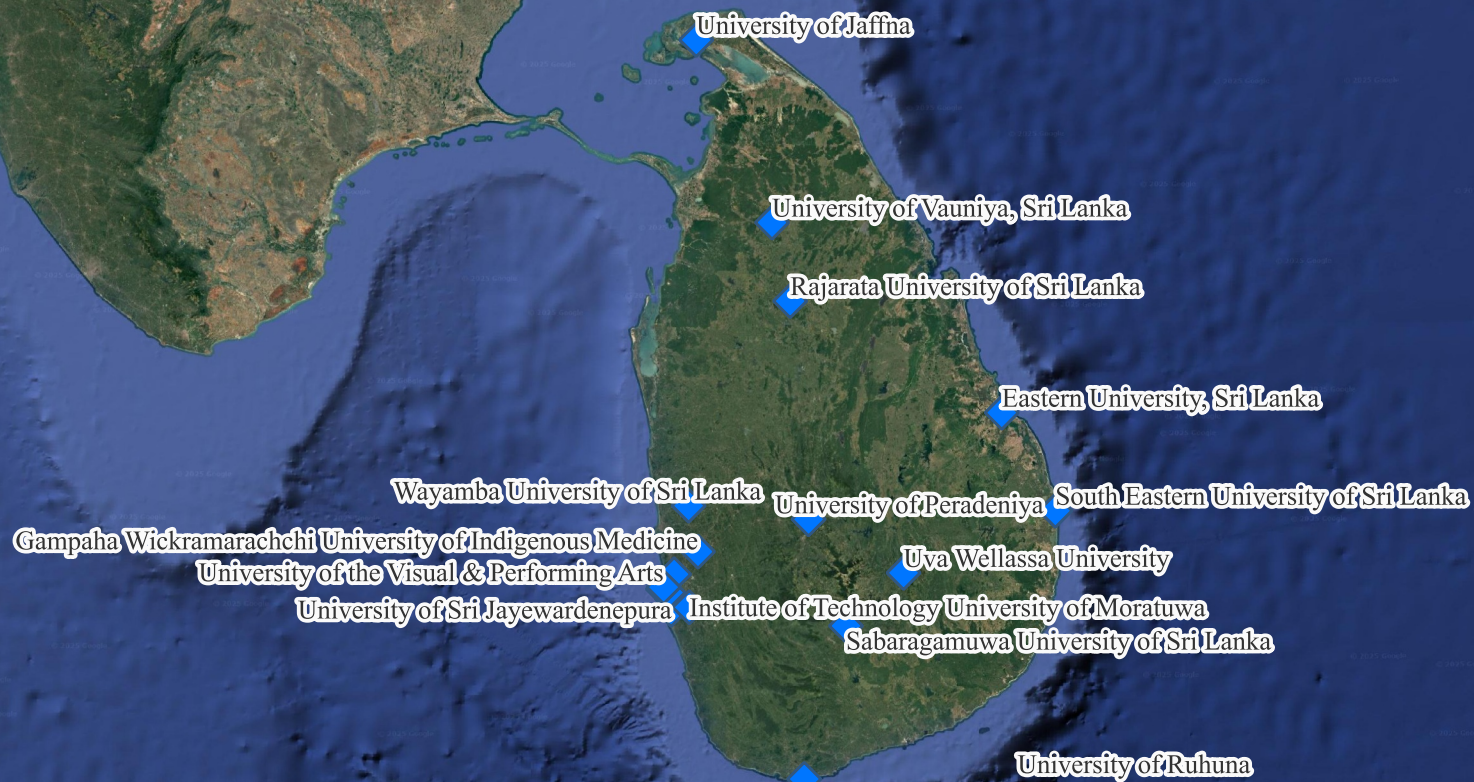 University of Jaffna
University of Vauniya, Sri Lanka
Rajarata University of Sri Lanka
Eastern University, Sri Lanka
Wayamba University of Sri Lanka
University of Peradeniya
South Eastern University of Sri Lanka
Gampaha Wickramarachchi University of Indigenous Medicine
Uva Wellassa University
University of the Visual & Performing Arts
University of Sri Jayewardenepura
Institute of Technology University of Moratuwa
Sabaragamuwa University of Sri Lanka
University of Ruhuna